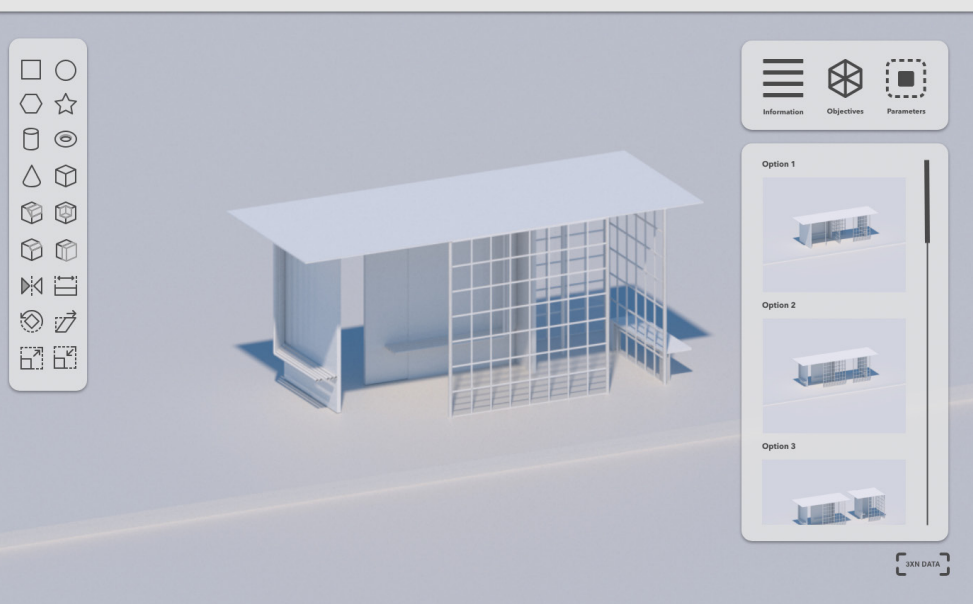 Information Objectives Parameters
Option 1
Option 2
Option 3
3XN DATA